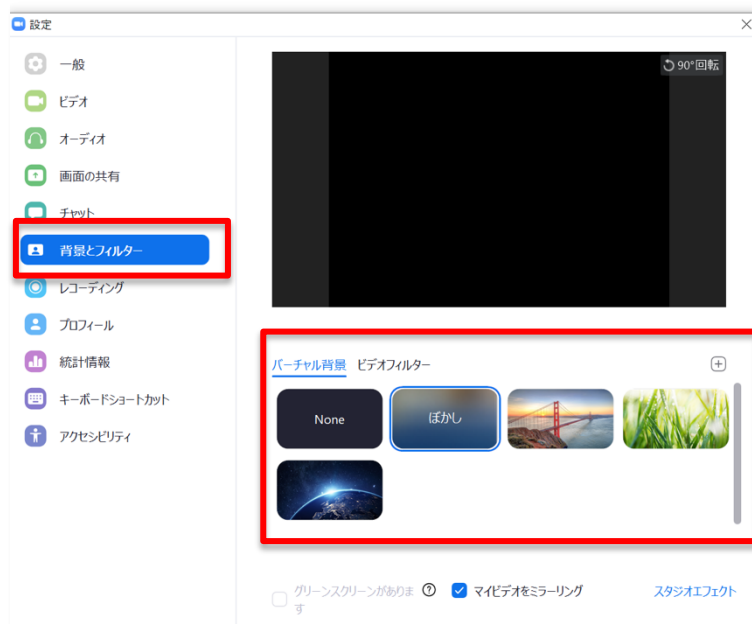 設定
一般
ビデオ
オーディオ
画面の共有
チャット
背景とフィルター
レコーディング
プロフィール
統計情報
キーボードショートカット
アクセシビリティ
90°回転
バーチャル背景 ビデオフィルター
None
ぼかし
グリーンスクリーンがありま
す
マイビデオをミラーリング
スタジオエフェクト